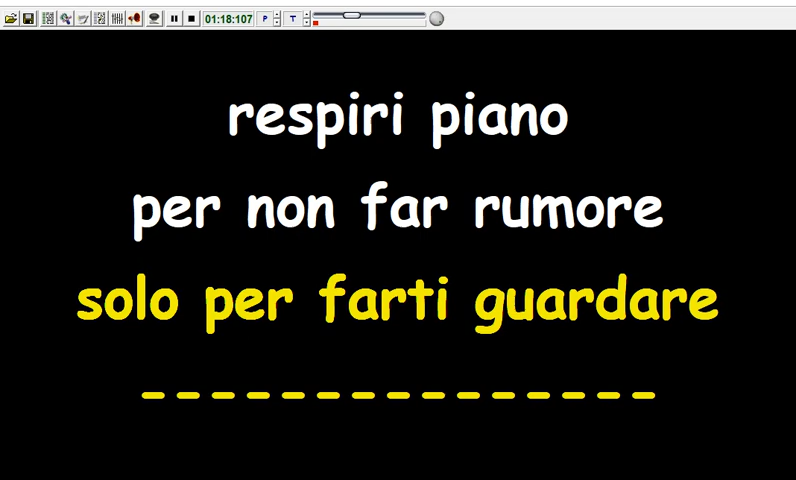 01:18:107 P T
respiri piano
per non far rumore
solo per farti guardare
---------------